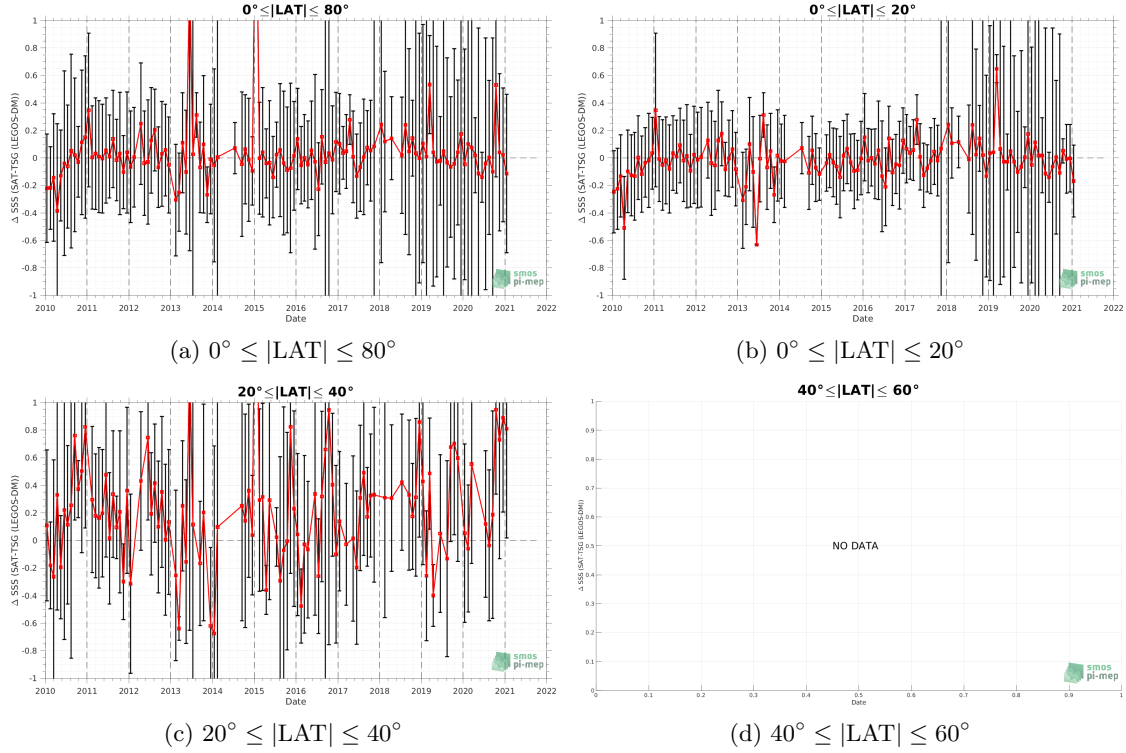 0°≤|LAT|≤ 80°
1
0.8
0.6
0.4
0.2
0
-0.2
-0.4
-0.6
-0.8
-1
Δ SSS (SAT-TSG (LEGOS-DM))
2010 2011 2012 2013 2014 2015 2016 2017 2018 2019 2020 2021 2022
Date
smos
pi-mep
(a) 0° ≤ |LAT| ≤ 80°
0°≤|LAT|≤ 20°
1
0.8
0.6
0.4
0.2
0
-0.2
-0.4
-0.6
-0.8
-1
Δ SSS (SAT-TSG (LEGOS-DM))
2010 2011 2012 2013 2014 2015 2016 2017 2018 2019 2020 2021 2022
Date
smos
pi-mep
(b) 0° ≤ |LAT| ≤ 20°
20°≤|LAT|≤ 40°
1
0.8
0.6
0.4
0.2
0
-0.2
-0.4
-0.6
-0.8
-1
Δ SSS (SAT-TSG (LEGOS-DM))
2010 2011 2012 2013 2014 2015 2016 2017 2018 2019 2020 2021 2022
Date
smos
pi-mep
(c) 20° ≤ |LAT| ≤ 40°
40°≤|LAT|≤ 60°
1
0.9
0.8
0.7
0.6
0.5
0.4
0.3
0.2
0.1
0
Δ SSS (SAT-TSG (LEGOS-DM))
NO DATA
0 0.1 0.2 0.3 0.4 0.5 0.6 0.7 0.8 0.9 1
Date
smos
pi-mep
(d) 40° ≤ |LAT| ≤ 60°